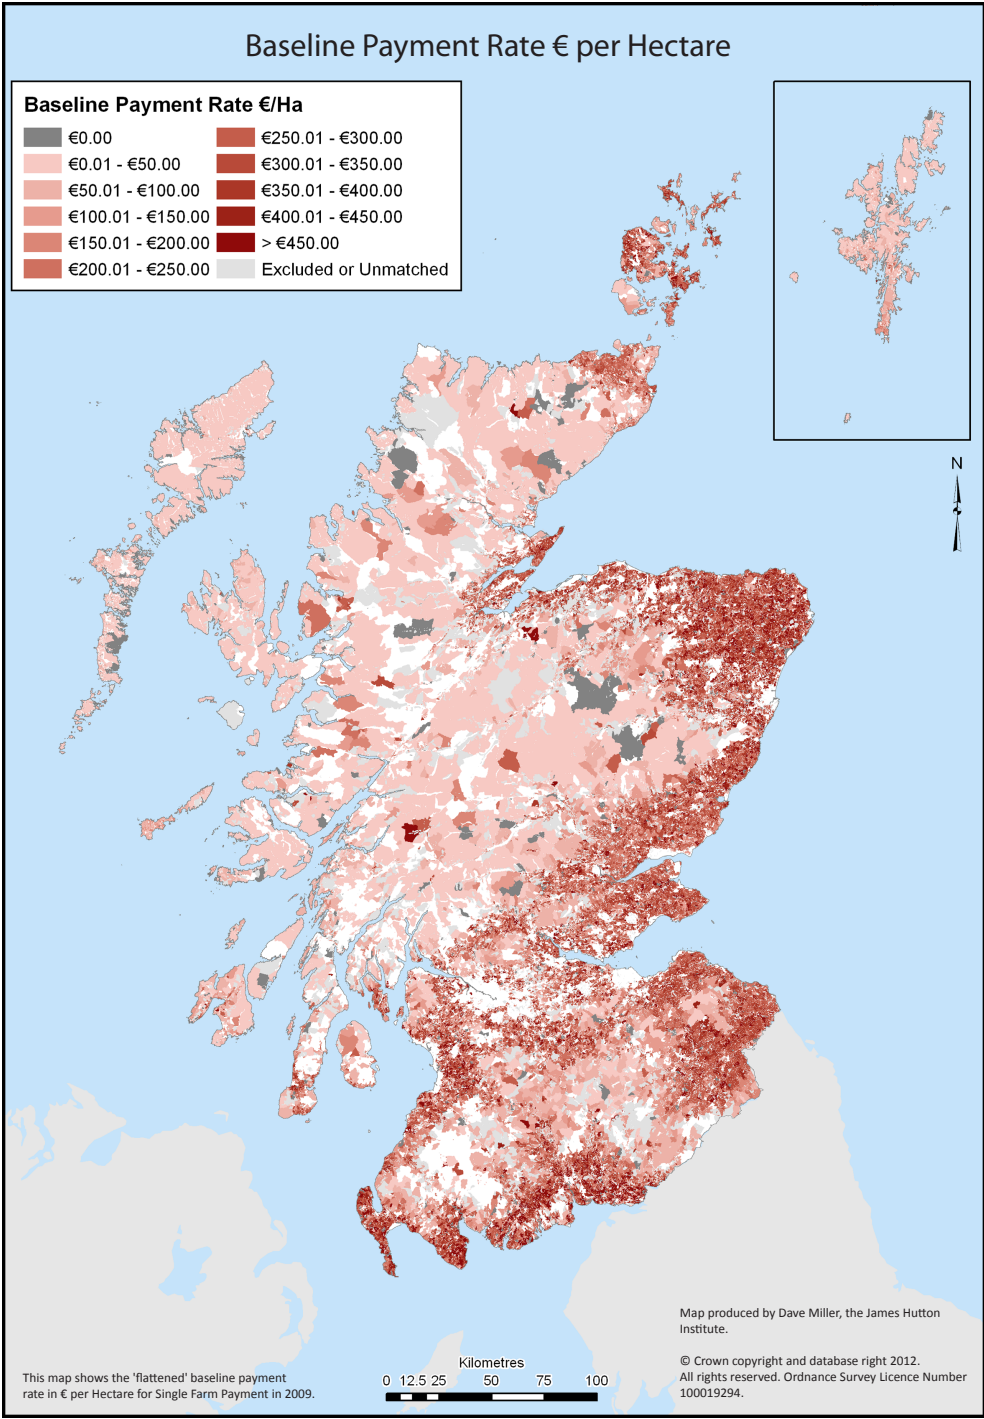 Baseline Payment Rate € per Hectare
Baseline Payment Rate €/Ha
€0.00
€0.01 - €50.00
€50.01 - €100.00
€100.01 - €150.00
€150.01 - €200.00
€200.01 - €250.00
€250.01 - €300.00
€300.01 - €350.00
€350.01 - €400.00
€400.01 - €450.00
> €450.00
Excluded or Unmatched
N
Map produced by Dave Miller, the James Hutton
Institute.
© Crown copyright and database right 2012.
All rights reserved. Ordnance Survey Licence Number
100019294.
Kilometres
0 12.5 25 50 75 100
This map shows the 'flattened' baseline payment
rate in € per Hectare for Single Farm Payment in 2009.